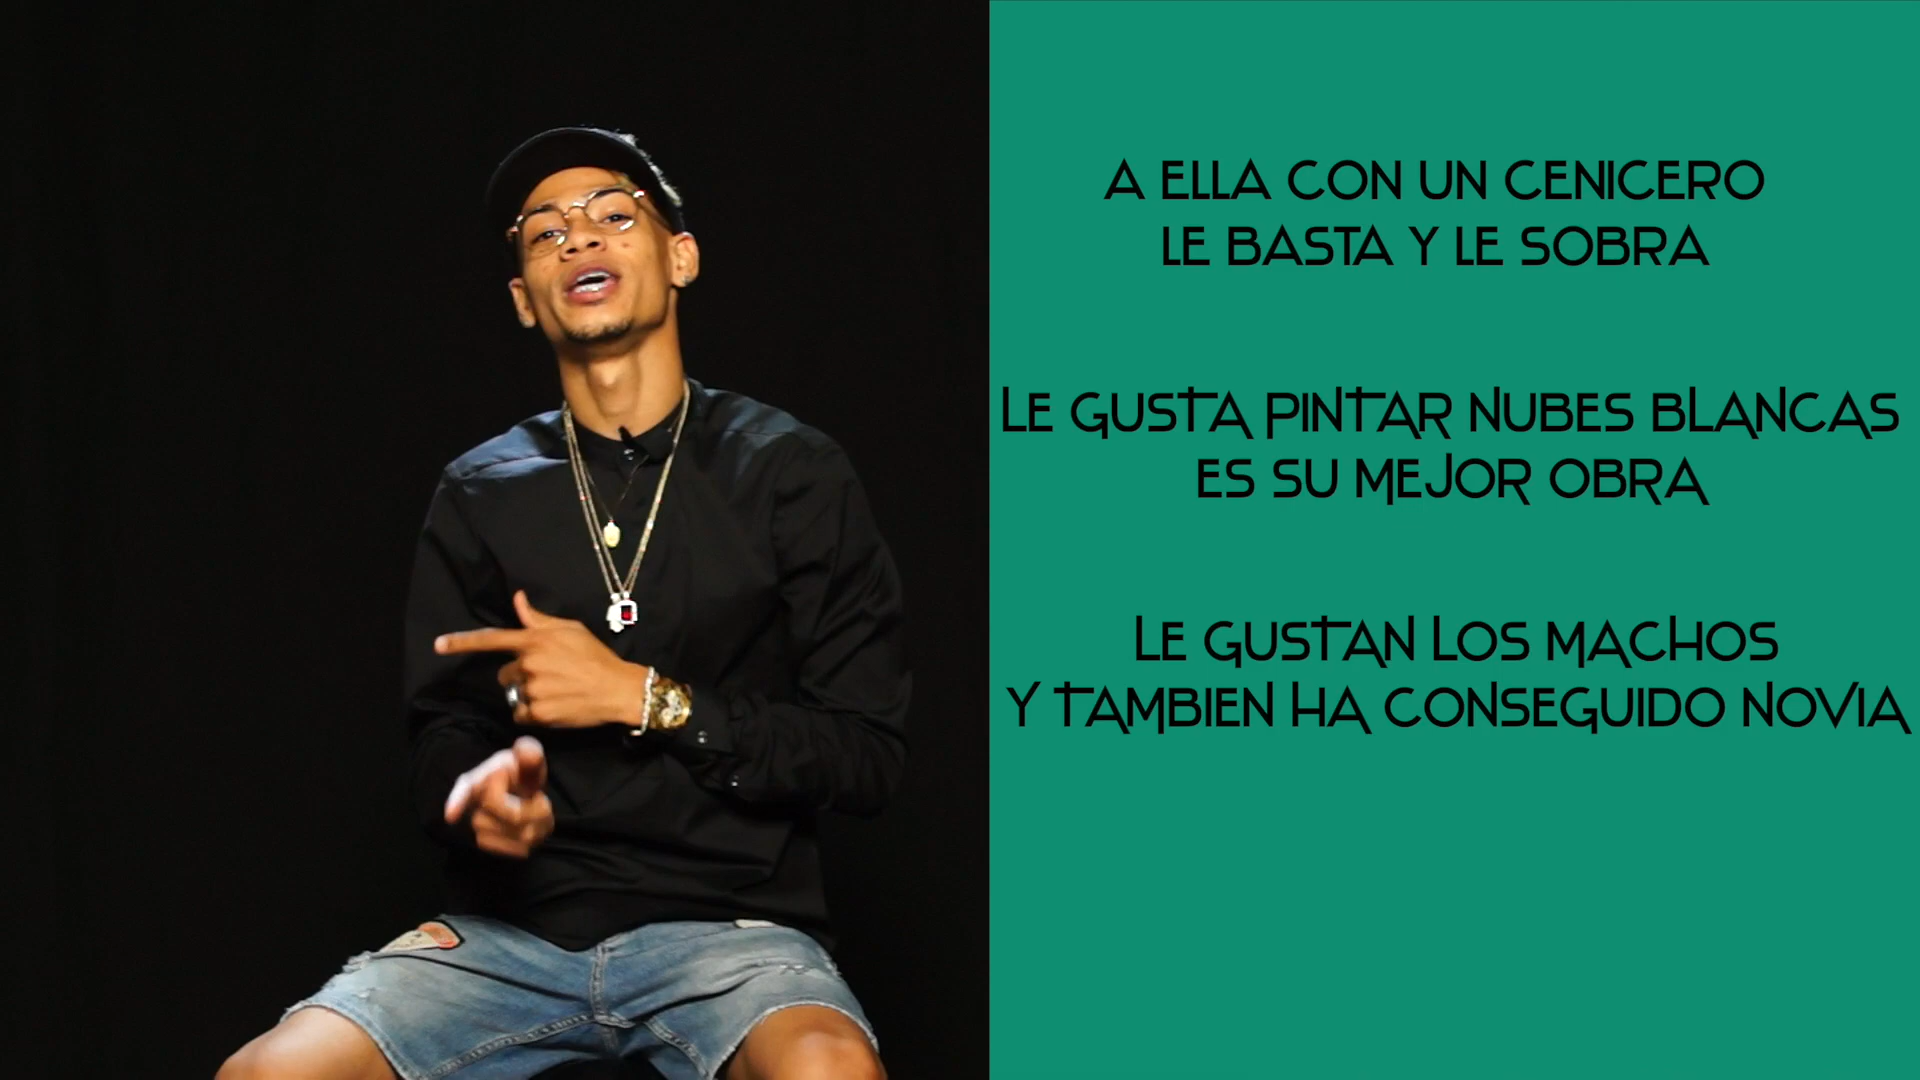 A ELLA CON UN CENICERO
LE BASTA Y LE SOBRA
LE GUSTA PINTAR NUBES BLANCAS
ES SU MEJOR OBRA
LE GUSTAN LOS MACHOS
Y TAMBIEN HA CONSEGUIDO NOVIA